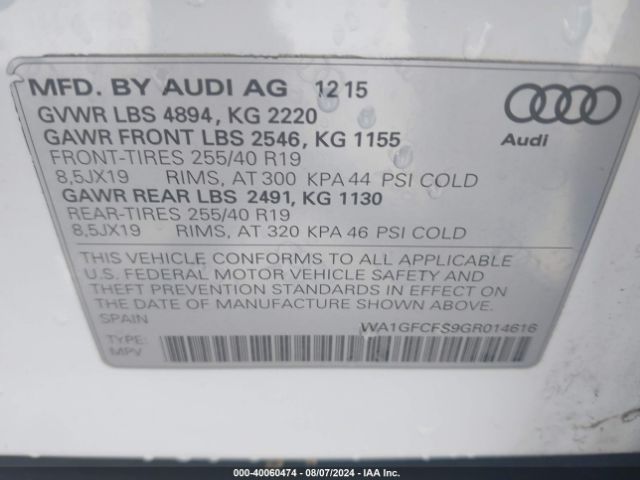 MFD. BY AUDI AG 12 15
GVWR LBS 4894, KG 2220
GAWR FRONT LBS 2546, KG 1155
FRONT-TIRES 255/40 R19
8,5JX19 RIMS, AT 300 KPA 44 PSI COLD
GAWR REAR LBS 2491, KG 1130
REAR-TIRES 255/40 R19
8,5JX19 RIMS, AT 320 KPA 46 PSI COLD
Audi
THIS VEHICLE CONFORMS TO ALL APPLICABLE
U.S. FEDERAL MOTOR VEHICLE SAFETY AND
THEFT PREVENTION STANDARDS IN EFFECT ON
THE DATE OF MANUFACTURE SHOWN ABOVE.
SPAIN
WA1GFCFS9GR014616
TYPE:
MPV
000-40060474 - 08/07/2024 - IAA Inc.